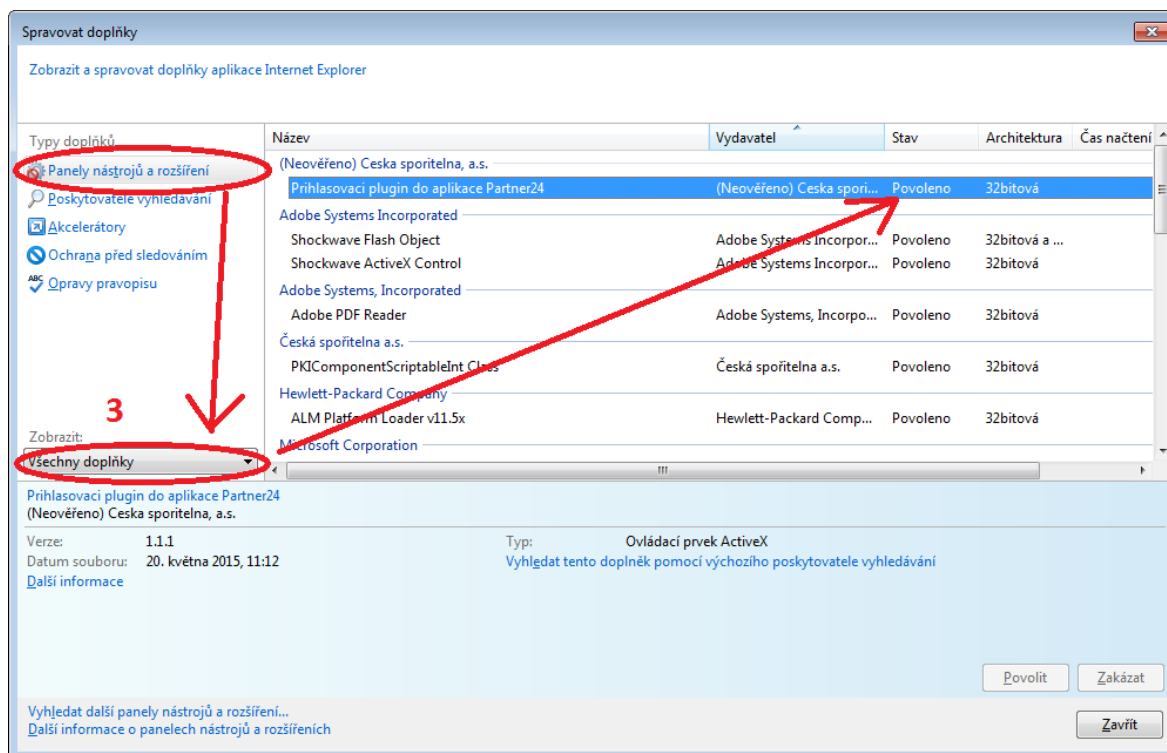 Spravovat doplňky
Zobrazit a spravovat doplňky aplikace Internet Explorer
Typy doplňků
Panely nástrojů a rozšíření
Poskytovatele vyhledávání
Akcelerátory
Ochrana před sledováním
ABC Opravy pravopisu
3
Zobrazit:
Všechny doplňky
Název Vydavatel Stav Architektura Čas načtení
(Neověřeno) Ceska sporitelna, a.s.
Prihlasovaci plugin do aplikace Partner24 (Neověřeno) Ceska spori... Povoleno 32bitová
Adobe Systems Incorporated
Shockwave Flash Object Adobe Systems Incorpor... Povoleno 32bitová a ...
Shockwave ActiveX Control Adobe Systems Incorpor... Povoleno 32bitová
Adobe Systems, Incorporated
Adobe PDF Reader Adobe Systems, Incorpo... Povoleno 32bitová
Česká spořitelna a.s.
PKIComponentScriptableInt Class Česká spořitelna a.s. Povoleno 32bitová
Hewlett-Packard Company
ALM Platform Loader v11.5x Hewlett-Packard Comp... Povoleno 32bitová
Microsoft Corporation
Prihlasovaci plugin do aplikace Partner24
(Neověřeno) Ceska sporitelna, a.s.
Verze: 1.1.1 Typ: Ovládací prvek ActiveX
Datum souboru: 20. května 2015, 11:12 Vyhledat tento doplněk pomocí výchozího poskytovatele vyhledávání
Další informace
Povolit Zakázat
Vyhledat další panely nástrojů a rozšíření...
Další informace o panelech nástrojů a rozšířeních
Zavřít